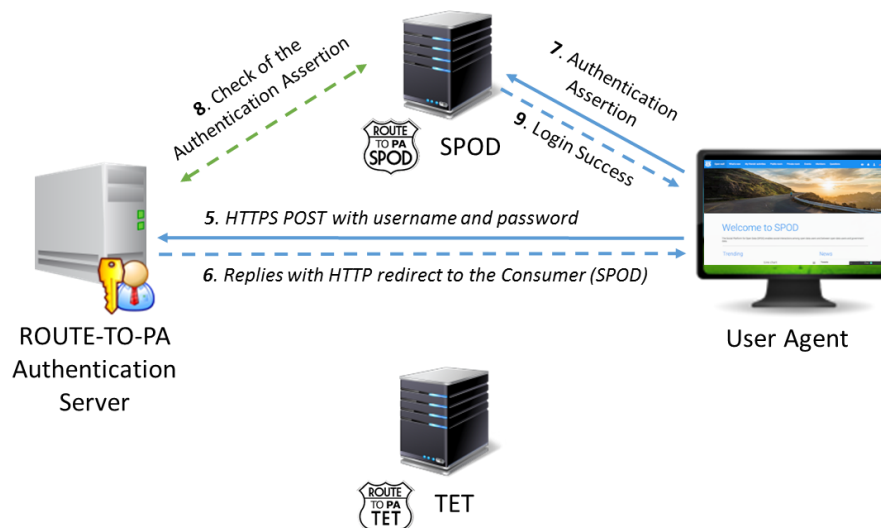 8. Check of the
Authentication Assertion
7. Authentication
Assertion
9. Login Success
ROUTE
TO PA
SPOD
SPOD
5. HTTPS POST with username and password
6. Replies with HTTP redirect to the Consumer (SPOD)
Welcome to SPOD
Trending
News
ROUTE-TO-PA
Authentication
Server
User Agent
ROUTE
TO PA
TET
TET